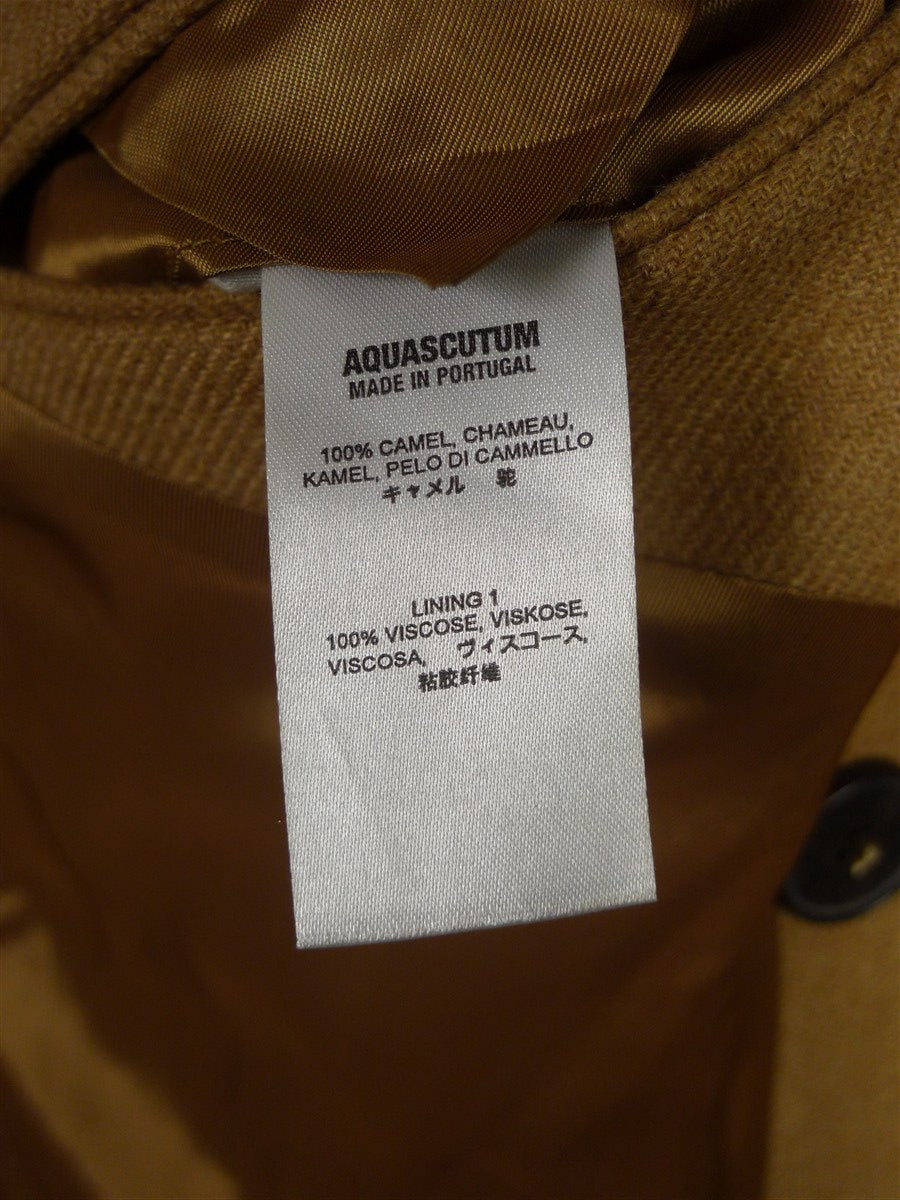 AQUASCUTUM
MADE IN PORTUGAL
100% CAMEL, CHAMEAU,
KAMEL, PELO DI CAMMELLO
キャメル 驼
LINING 1
100% VISCOSE, VISKOSE,
VISCOSA, ヴィスコース,
粘胶纤维